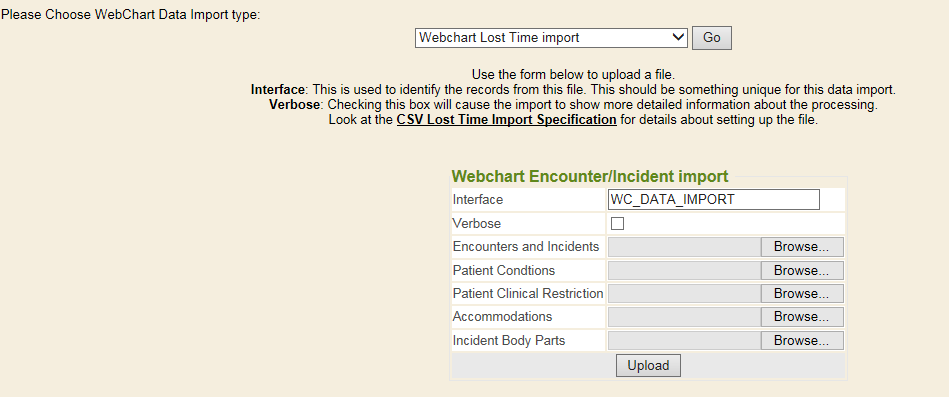 Please Choose WebChart Data Import type:
Webchart Lost Time import Go
Use the form below to upload a file.
Interface: This is used to identify the records from this file. This should be something unique for this data import.
Verbose: Checking this box will cause the import to show more detailed information about the processing.
Look at the CSV Lost Time Import Specification for details about setting up the file.
Webchart Encounter/Incident import
Interface WC_DATA_IMPORT
Verbose
Encounters and Incidents Browse...
Patient Condtions Browse...
Patient Clinical Restriction Browse...
Accommodations Browse...
Incident Body Parts Browse...
Upload